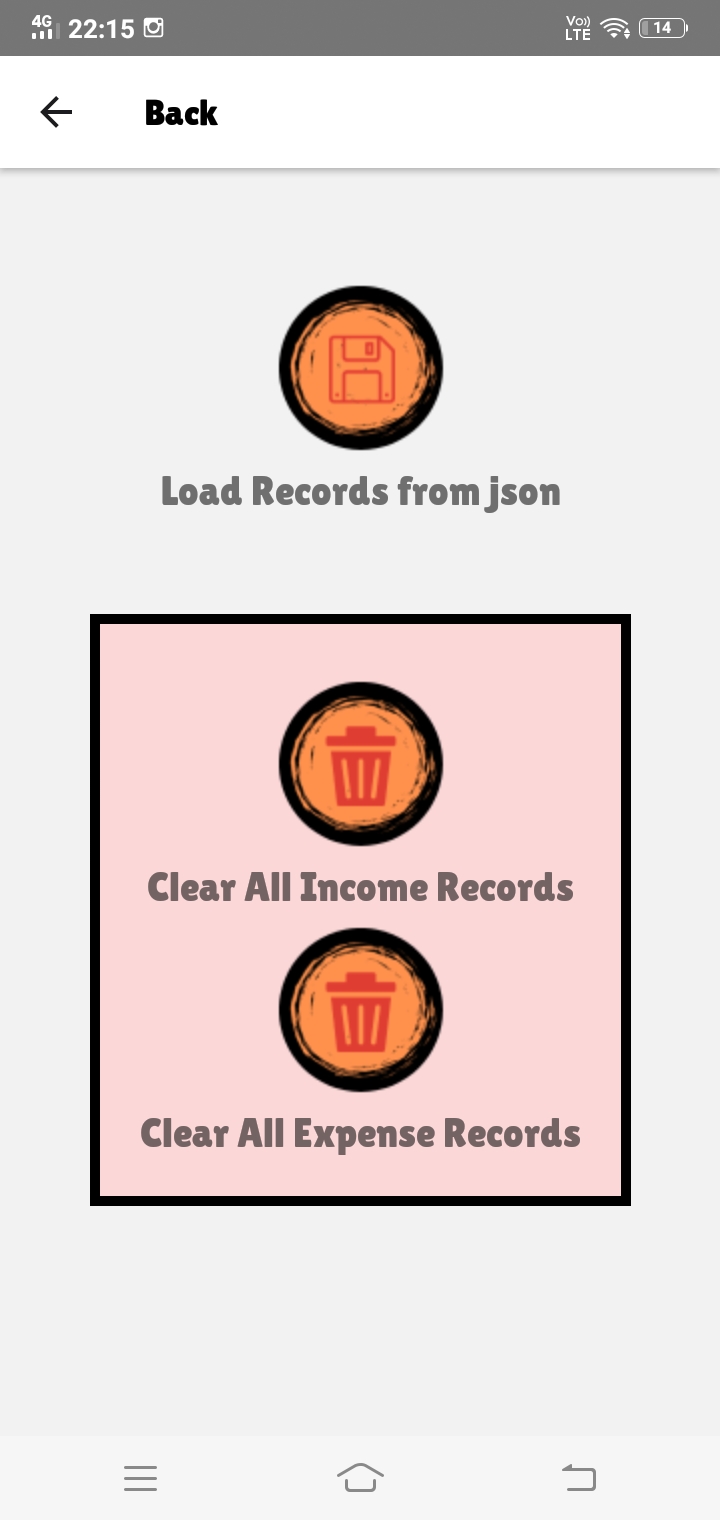 4G 22:15 Vo)) LTE 14
Back
Load Records from json
Clear All Income Records
Clear All Expense Records